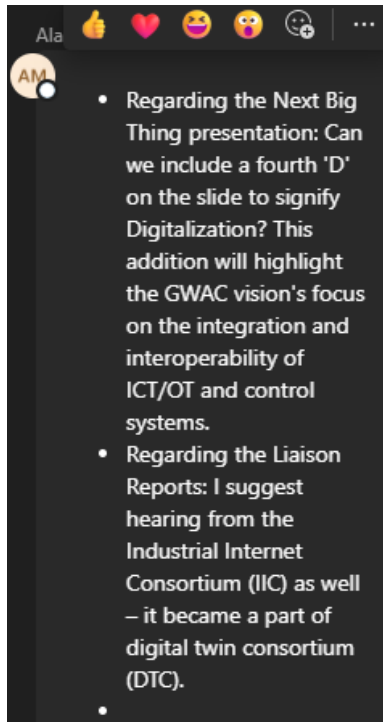 Ala
AM
• Regarding the Next Big
Thing presentation: Can
we include a fourth 'D'
on the slide to signify
Digitalization? This
addition will highlight
the GWAC vision's focus
on the integration and
interoperability of
ICT/OT and control
systems.
• Regarding the Liaison
Reports: I suggest
hearing from the
Industrial Internet
Consortium (IIC) as well
– it became a part of
digital twin consortium
(DTC).
•